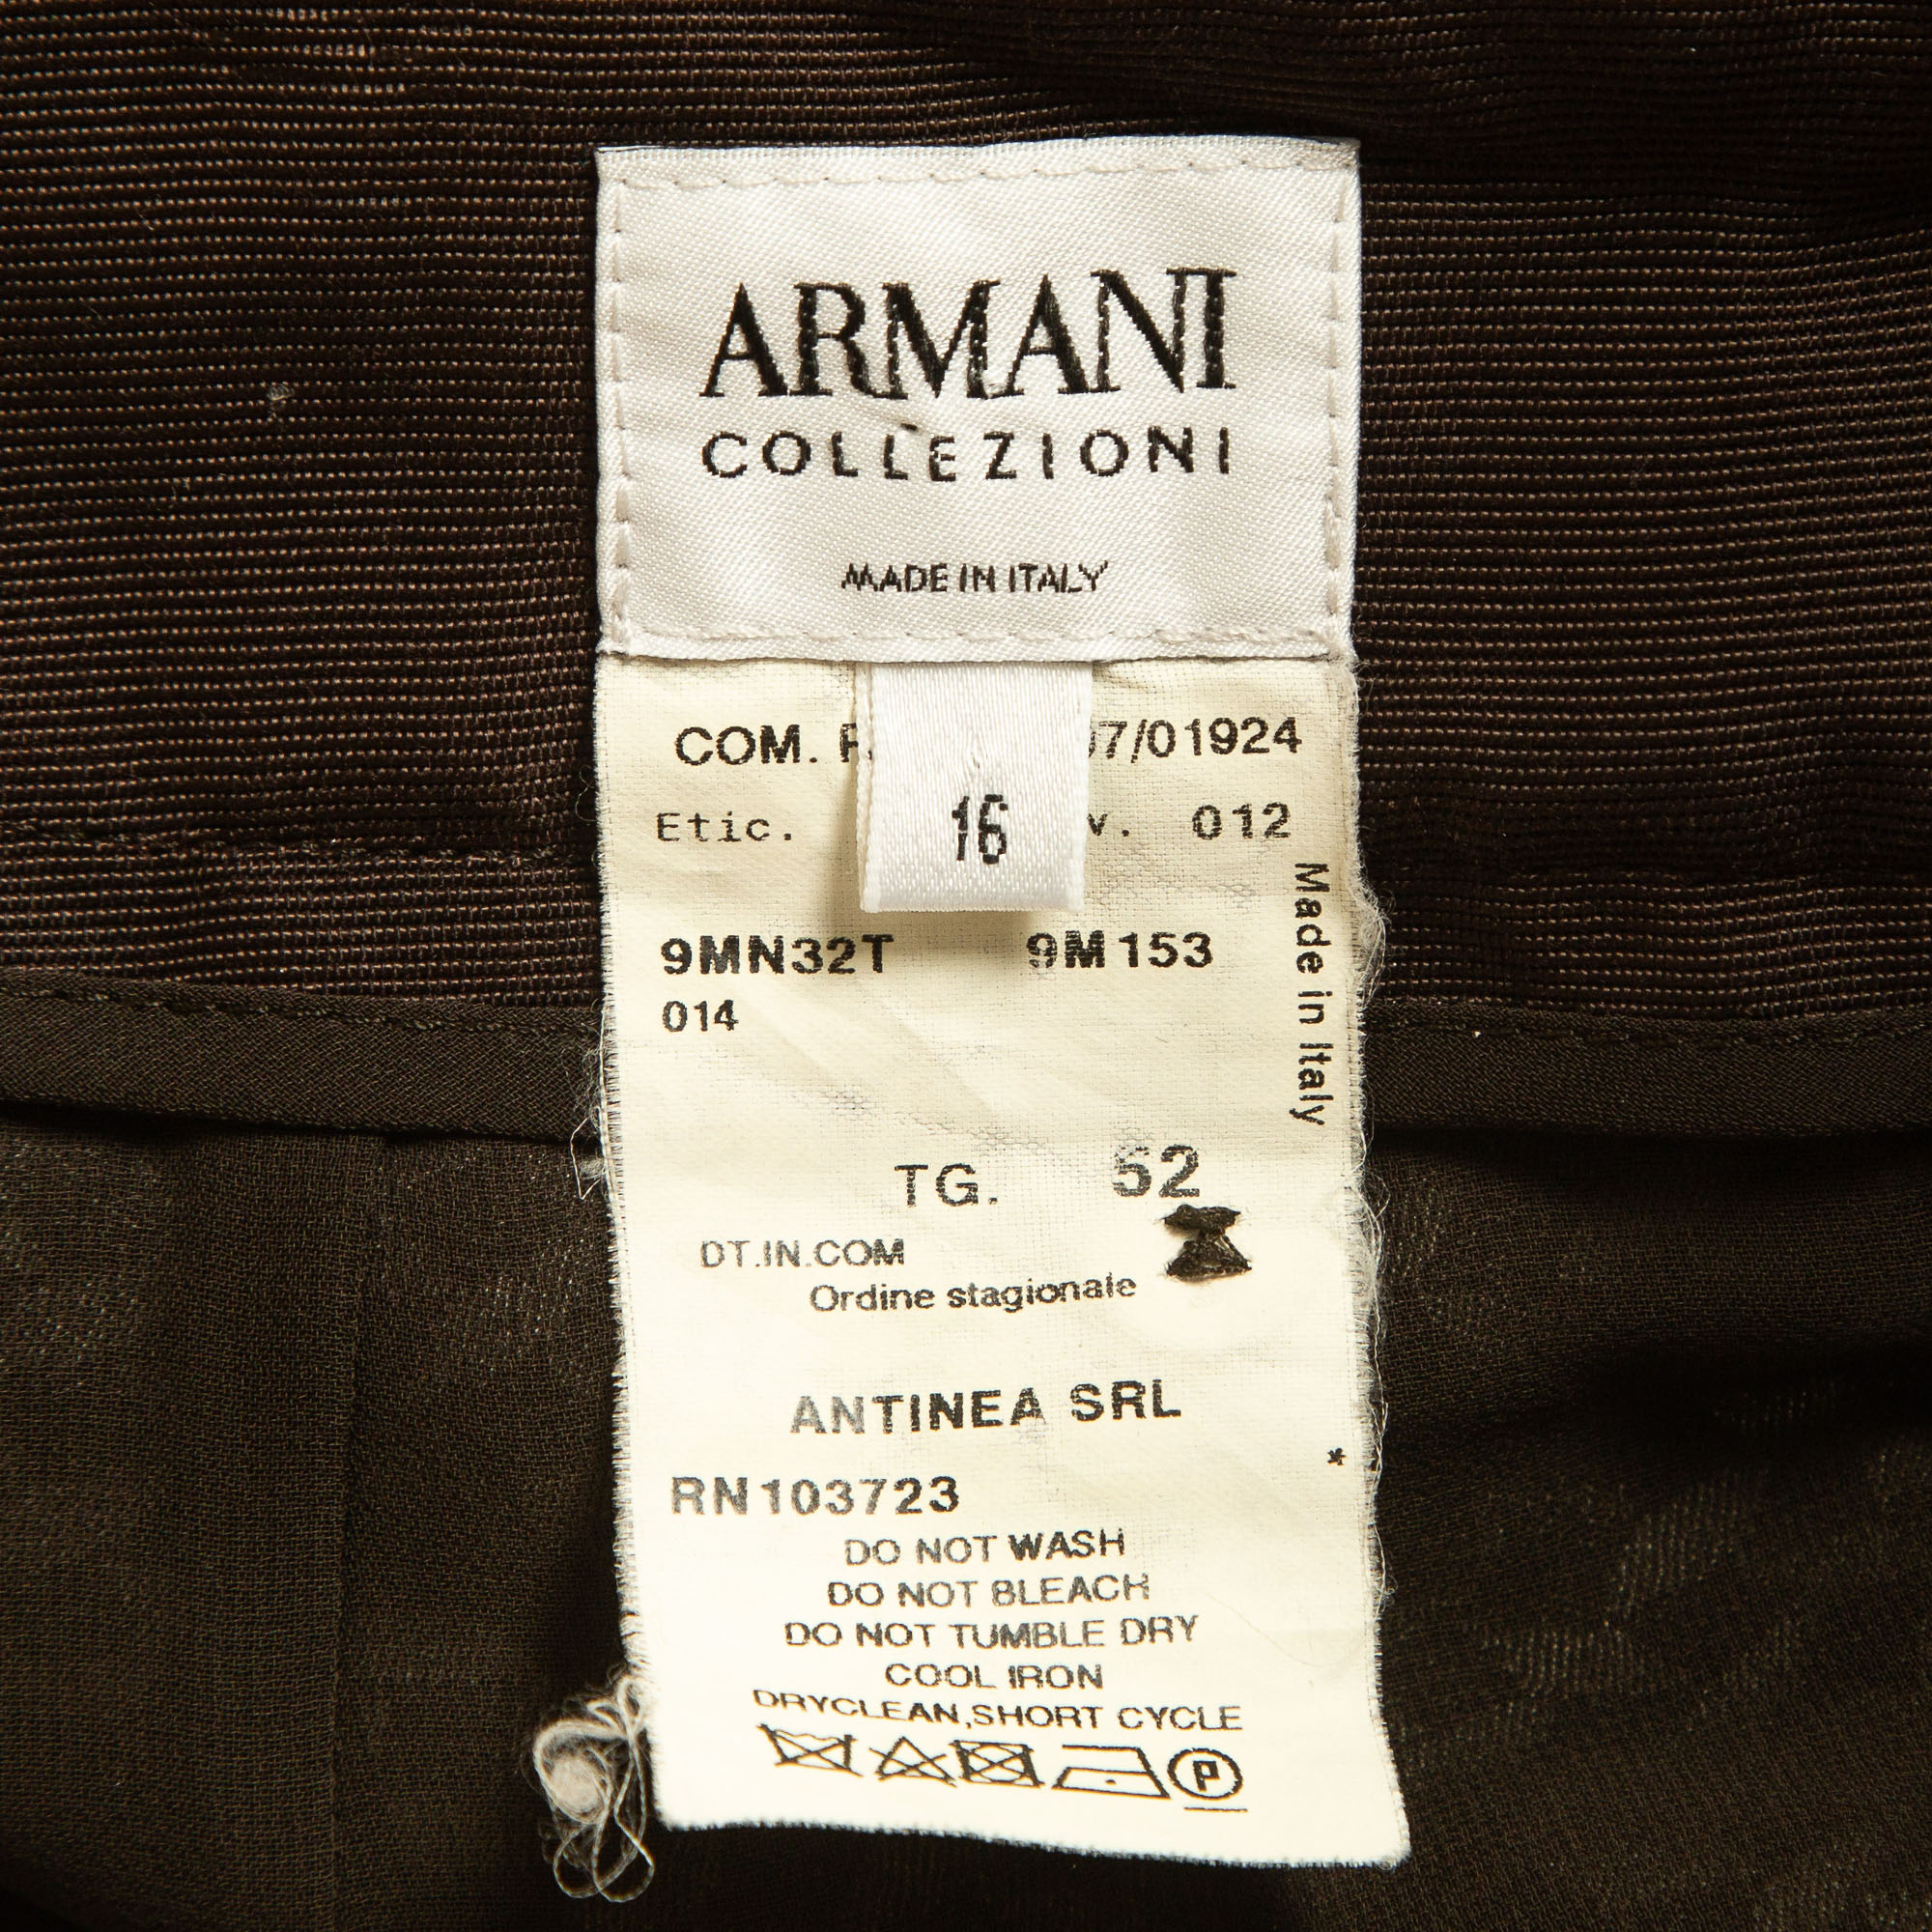 ARMANI
COLLEZIONI
MADE IN ITALY
COM. 7/01924
Etic. 16 v. 012
9MN32T 9M153
014
Made in Italy
TG. 52
DT.IN.COM
Ordine stagionale
ANTINEA SRL
*
RN103723
DO NOT WASH
DO NOT BLEACH
DO NOT TUMBLE DRY
COOL IRON
DRYCLEAN,SHORT CYCLE
P